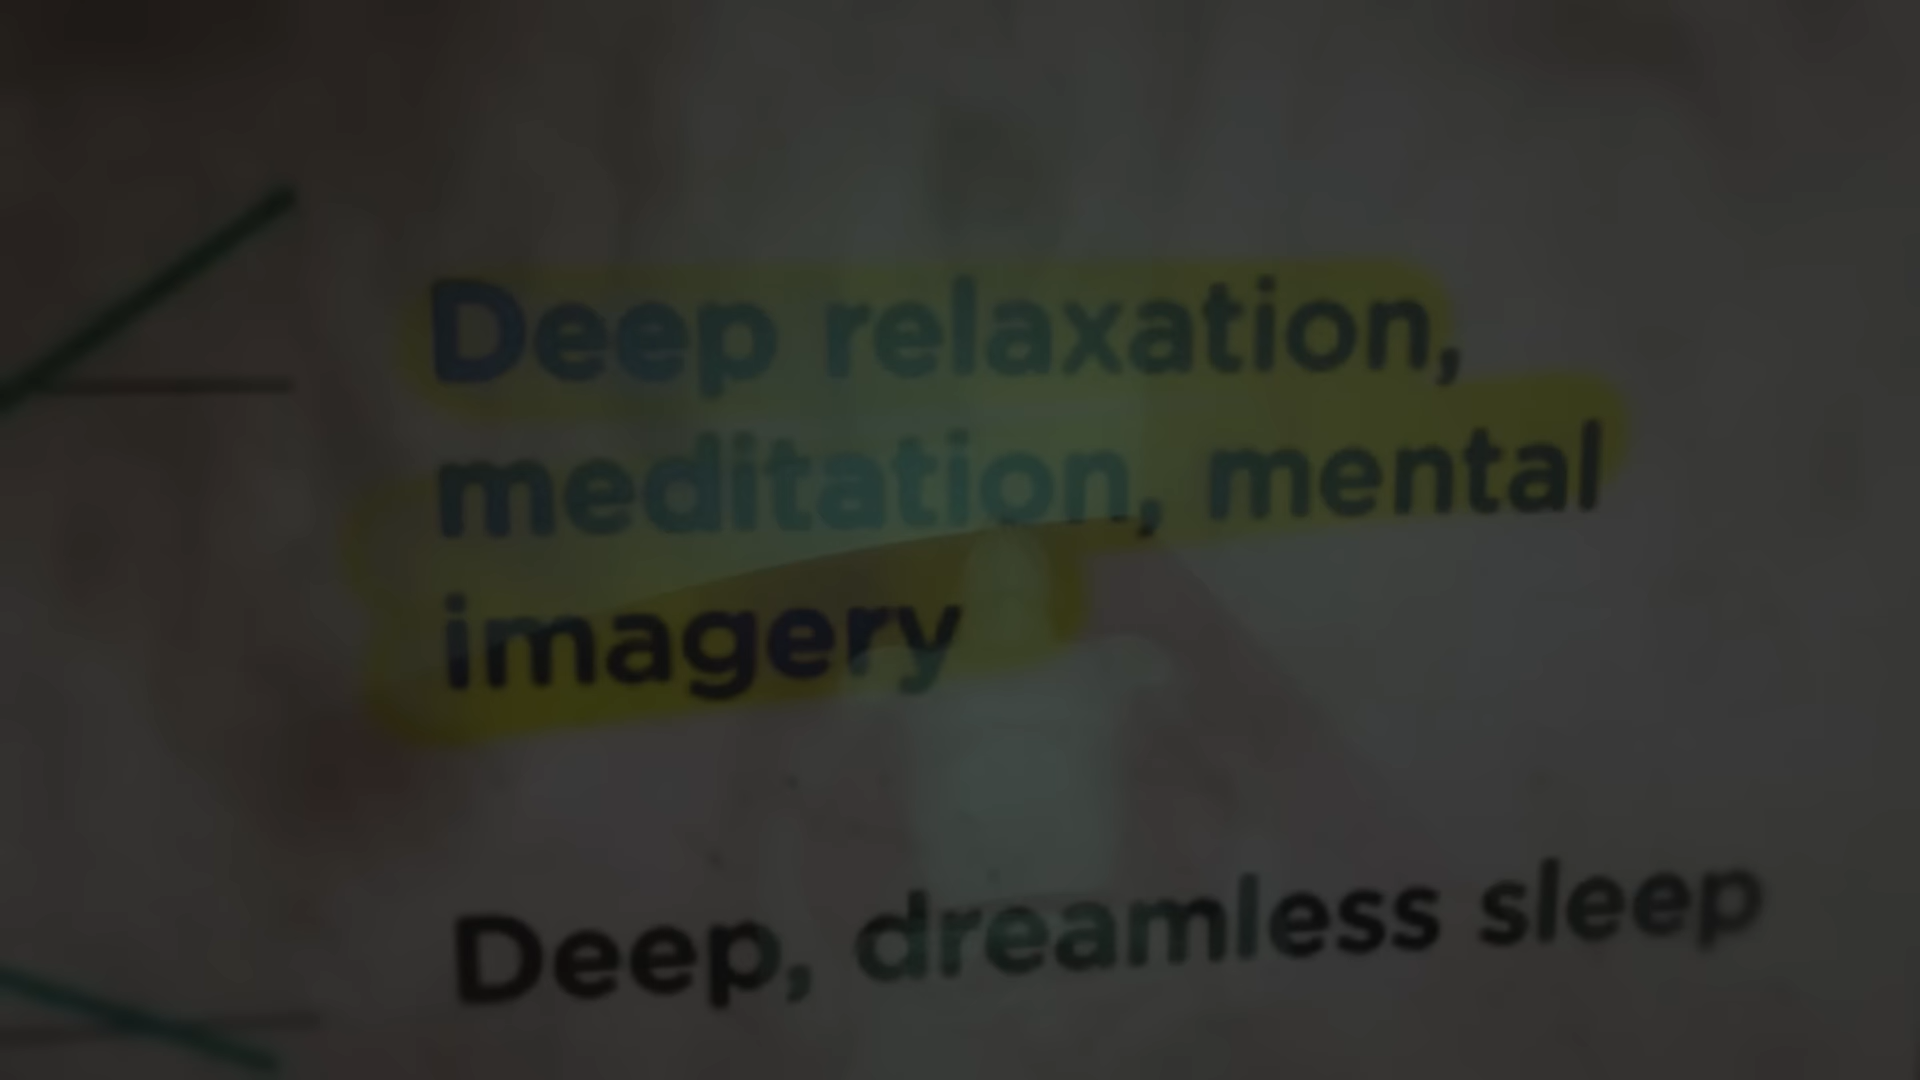 Deep relaxation,
meditation, mental
imagery
Deep, dreamless sleep